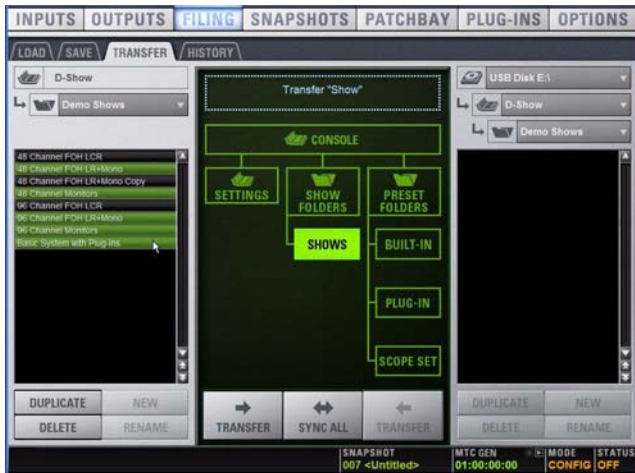 INPUTS OUTPUTS FILING SNAPSHOTS PATCHBAY PLUG-INS OPTIONS
LOAD SAVE TRANSFER HISTORY
D-Show
Demo Shows
48 Channel FOH LCR
48 Channel FOH LR+Mono
48 Channel FOH LR+Mono Copy
48 Channel Monitors
96 Channel FOH LCR
96 Channel FOH LR+Mono
96 Channel Monitors
Basic System with Plug-Ins
DUPLICATE NEW
DELETE RENAME
Transfer "Show"
CONSOLE
SETTINGS
SHOW FOLDERS
PRESET FOLDERS
SHOWS
BUILT-IN
PLUG-IN
SCOPE SET
TRANSFER SYNC ALL TRANSFER
USB Disk E:\
D-Show
Demo Shows
DUPLICATE NEW
DELETE RENAME
SNAPSHOT
007 <Untitled>
MTC GEN
01:00:00:00
MODE
CONFIG
STATUS
OFF